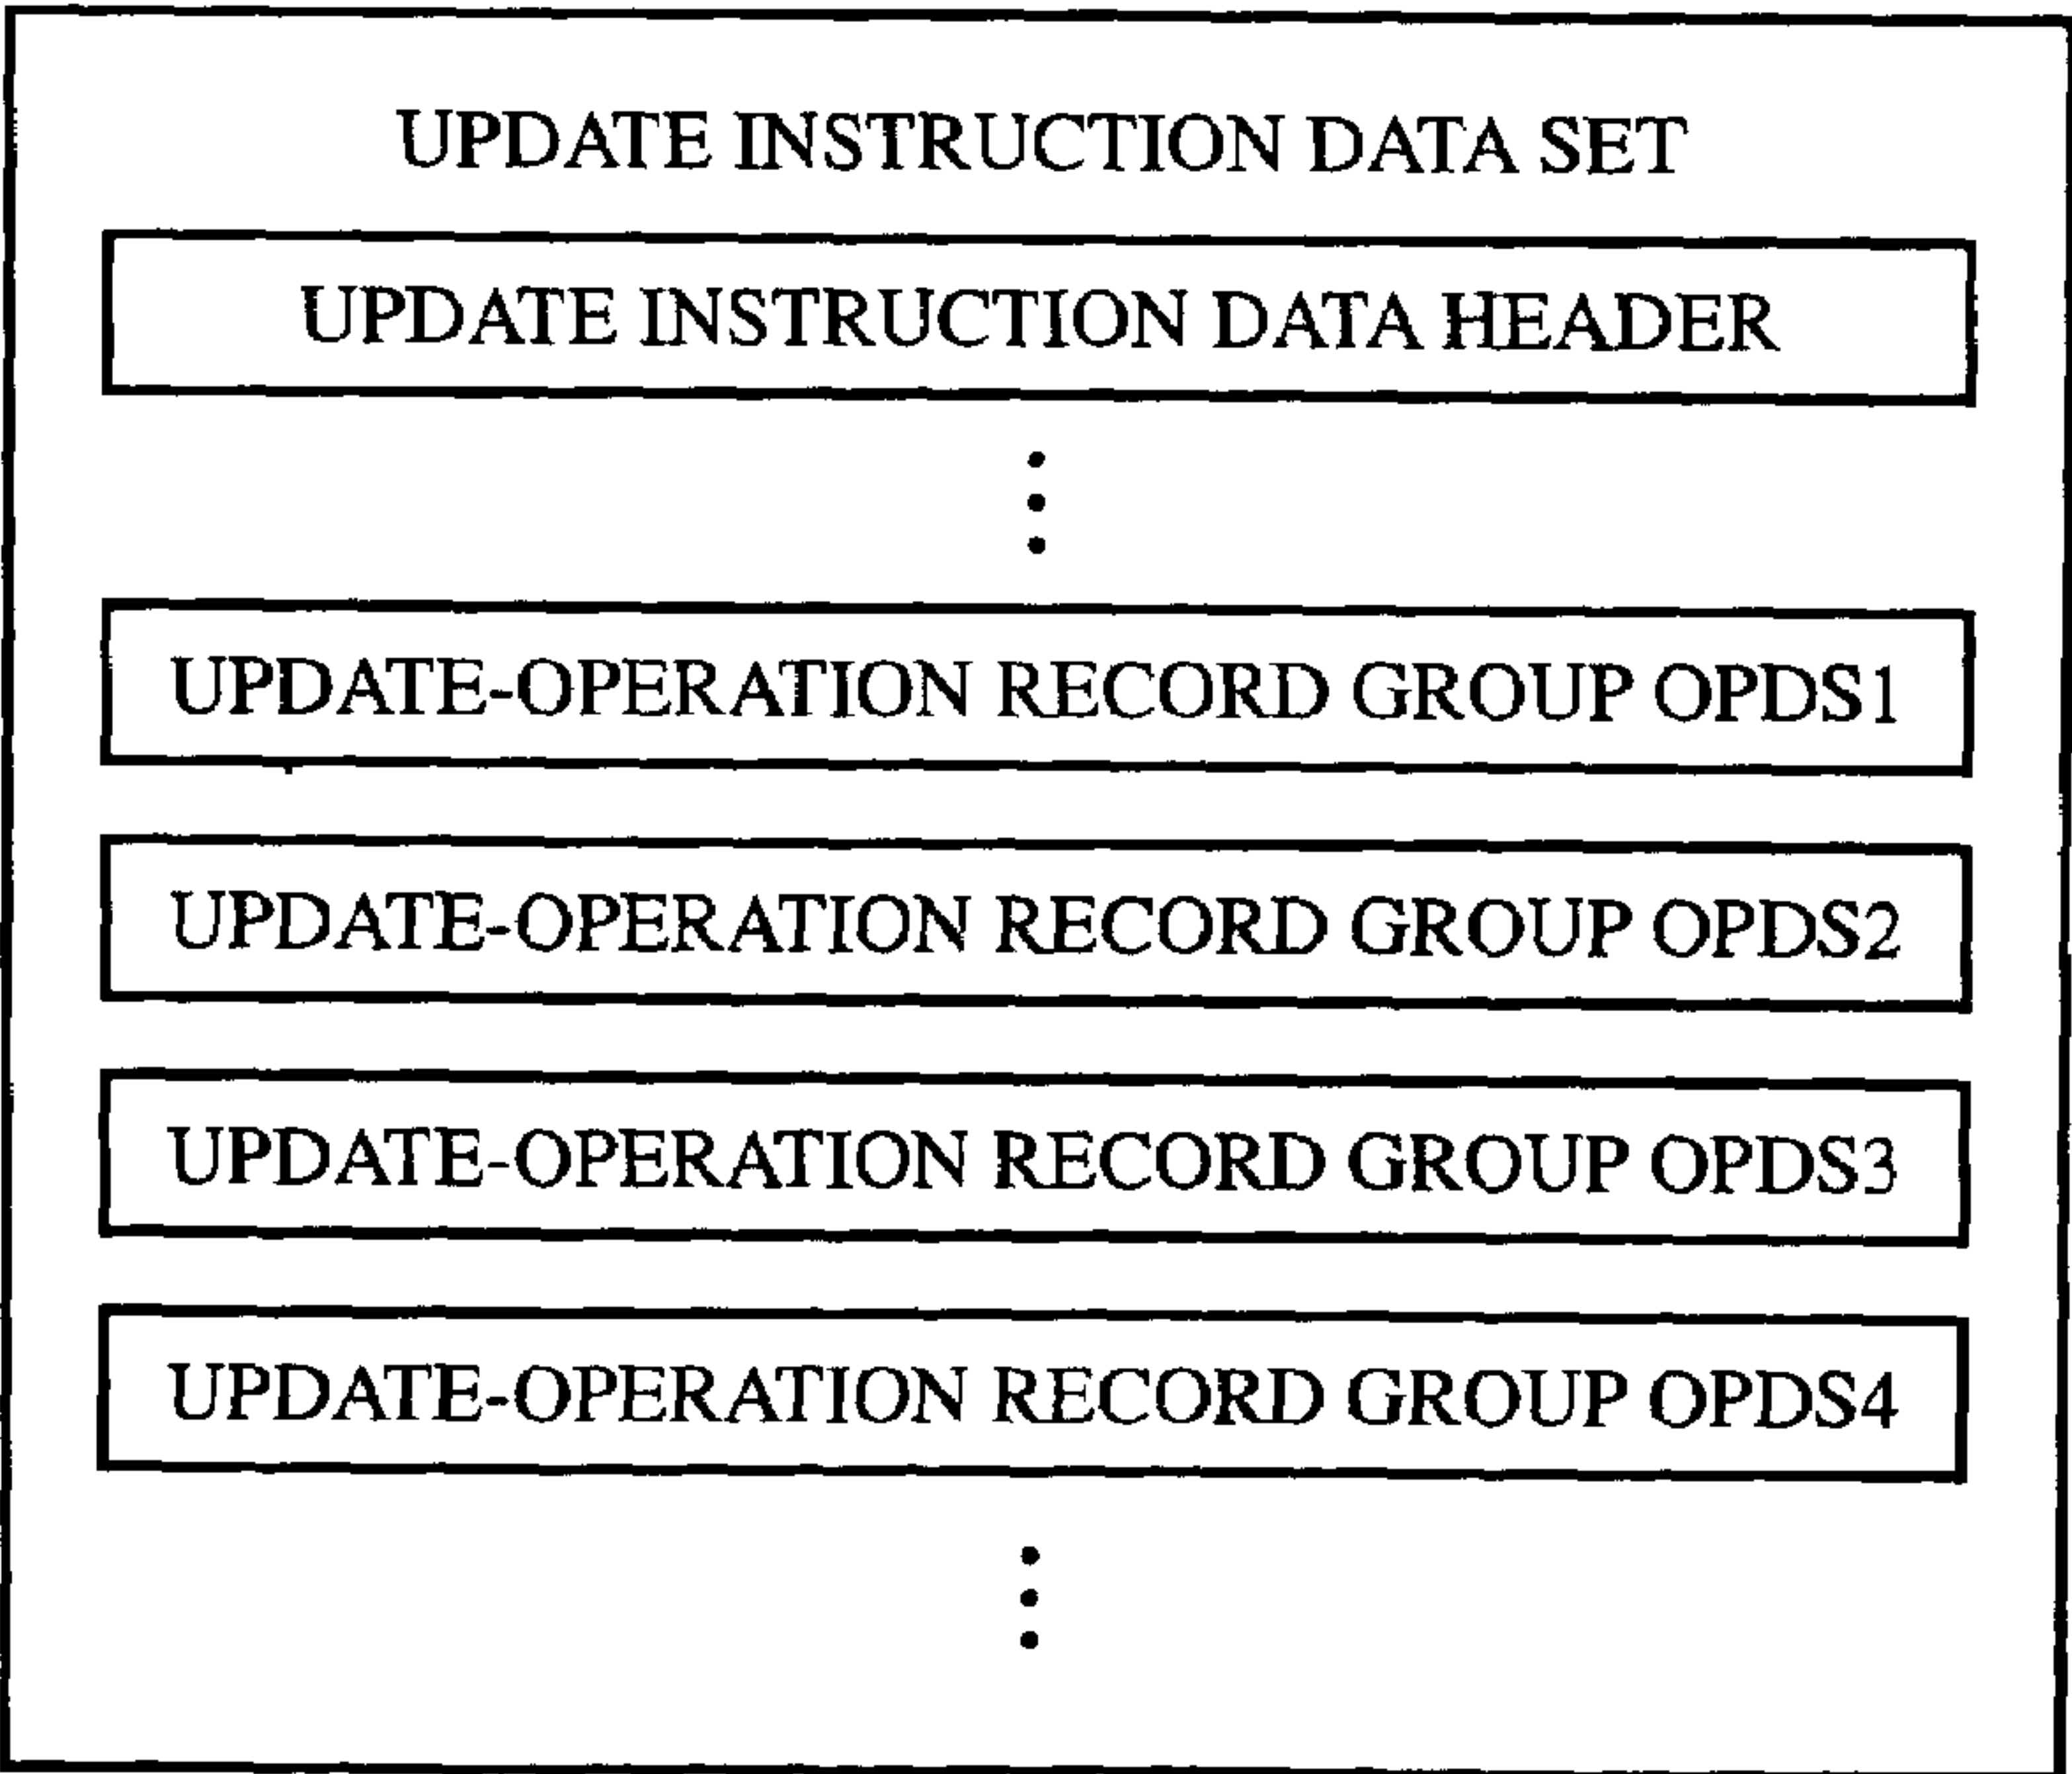 UPDATE INSTRUCTION DATA SET
UPDATE INSTRUCTION DATA HEADER
UPDATE-OPERATION RECORD GROUP OPDS1
UPDATE-OPERATION RECORD GROUP OPDS2
UPDATE-OPERATION RECORD GROUP OPDS3
UPDATE-OPERATION RECORD GROUP OPDS4